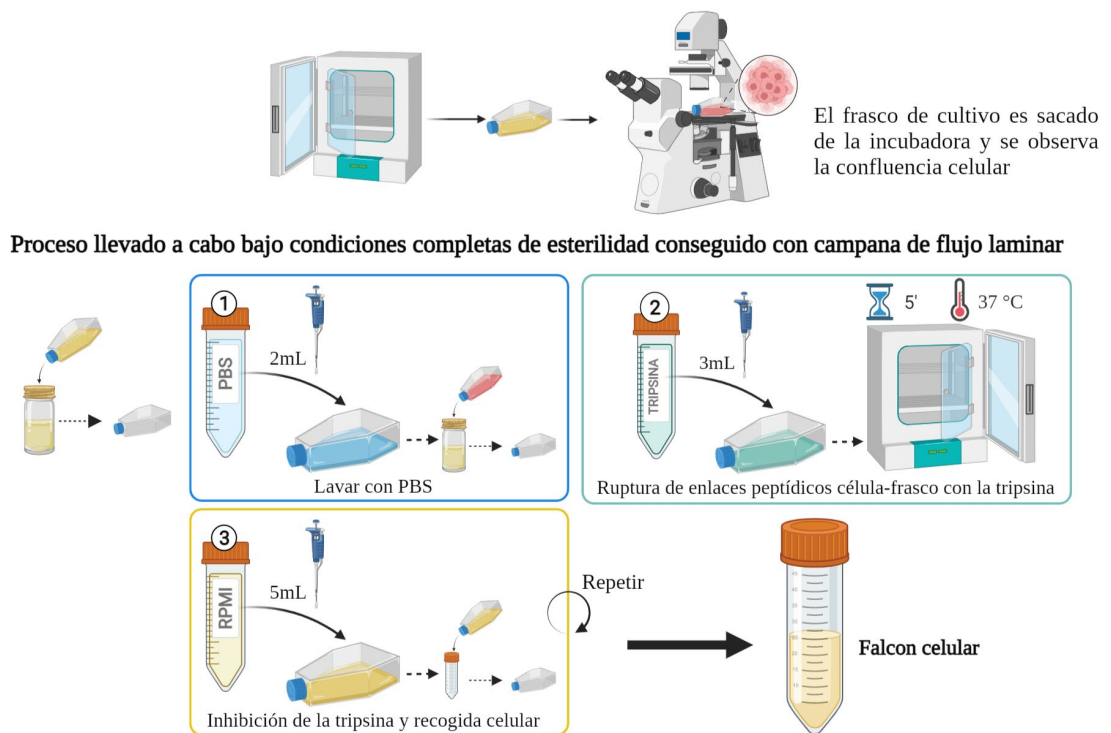 El frasco de cultivo es sacado
de la incubadora y se observa
la confluencia celular
Proceso llevado a cabo bajo condiciones completas de esterilidad conseguido con campana de flujo laminar
1
PBS
2mL
Lavar con PBS
2
TRIPSINA
3mL
5'
37 °C
Ruptura de enlaces peptídicos célula-frasco con la tripsina
3
RPMI
5mL
Inhibición de la tripsina y recogida celular
Repetir
Falcon celular